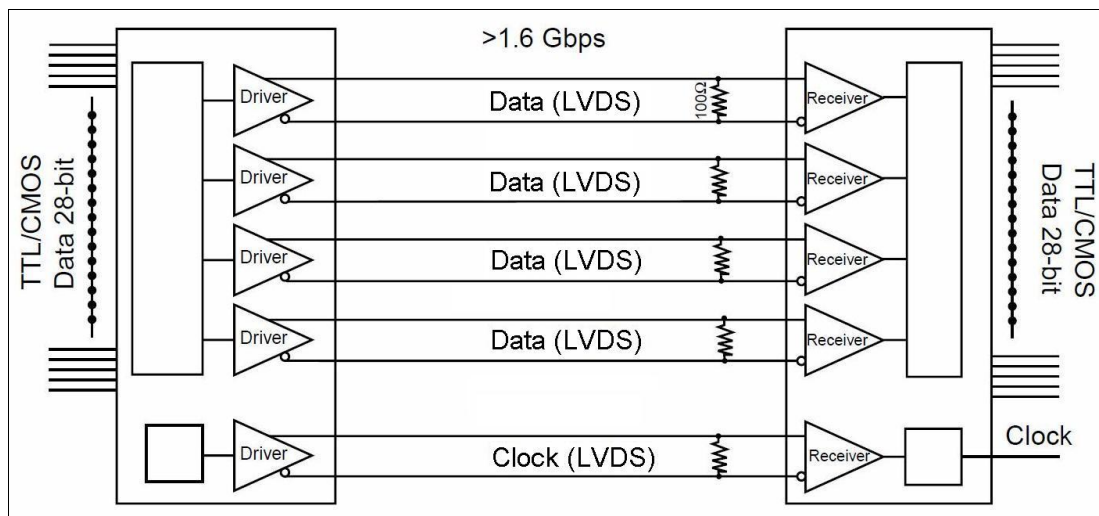 >1.6 Gbps
TTL/CMOS
Data 28-bit
Driver
Data (LVDS)
100Ω
Receiver
Driver
Data (LVDS)
Receiver
Driver
Data (LVDS)
Receiver
Driver
Data (LVDS)
Receiver
Driver
Clock (LVDS)
Receiver
Clock
TTL/CMOS
Data 28-bit